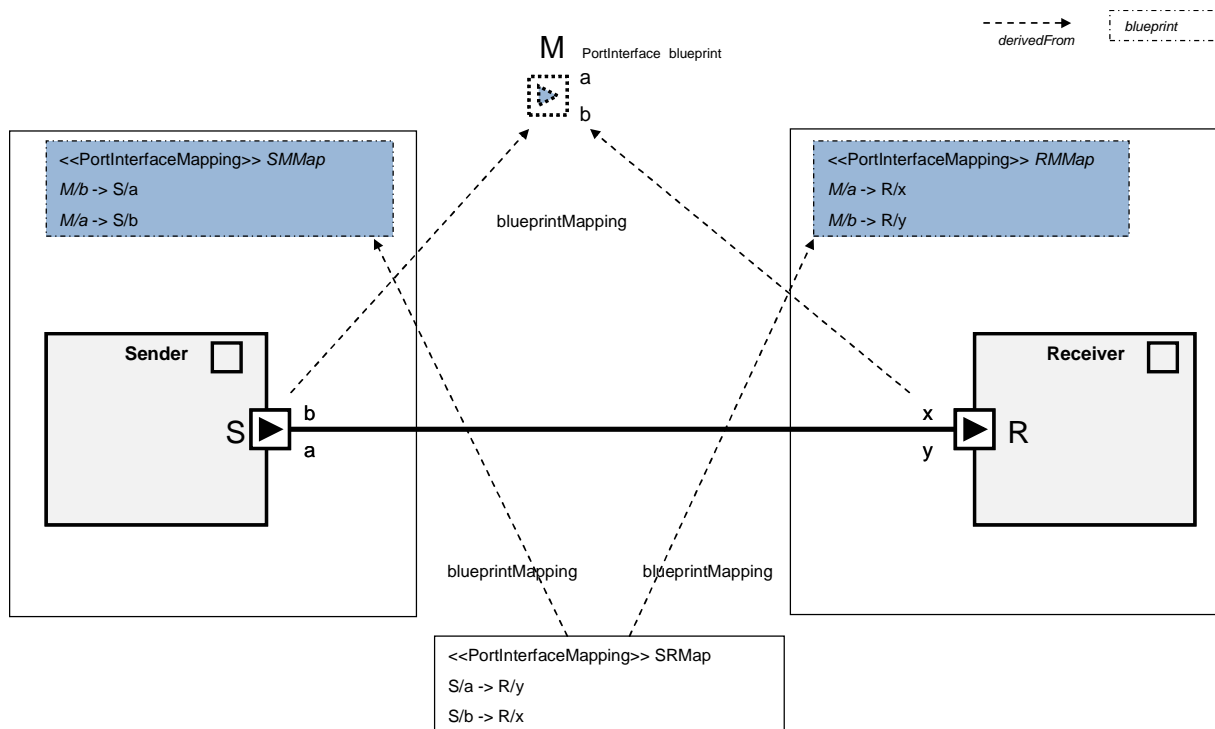 derivedFrom
blueprint
M PortInterface blueprint
a
b
<<PortInterfaceMapping>> SMMap
M/b -> S/a
M/a -> S/b
<<PortInterfaceMapping>> RMMap
M/a -> R/x
M/b -> R/y
blueprintMapping
Sender
Receiver
b
S
a
x
R
y
blueprintMapping
blueprintMapping
<<PortInterfaceMapping>> SRMap
S/a -> R/y
S/b -> R/x